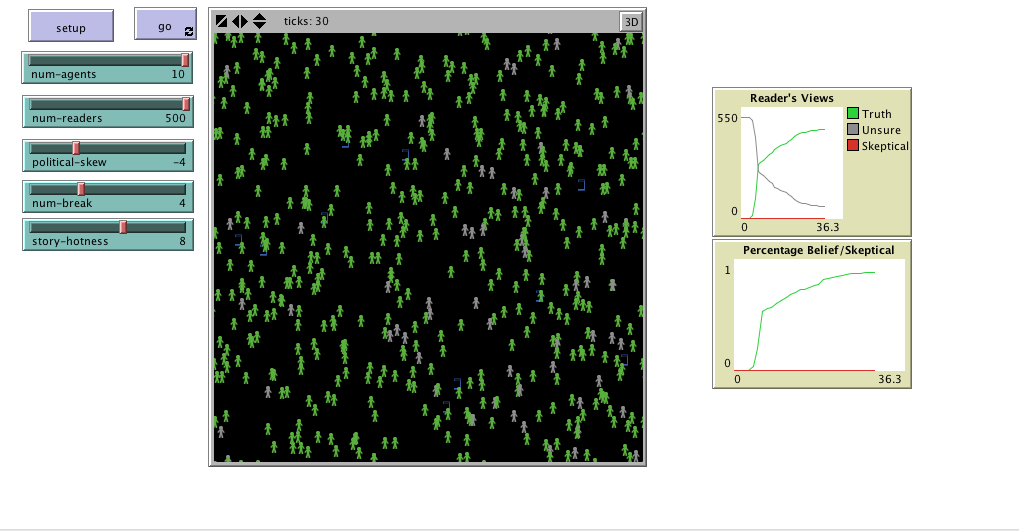 setup
go
num-agents 10
num-readers 500
political-skew -4
num-break 4
story-hotness 8
ticks: 30
3D
Reader's Views
550
0
0 36.3
Truth
Unsure
Skeptical
Percentage Belief/Skeptical
1
0
0 36.3